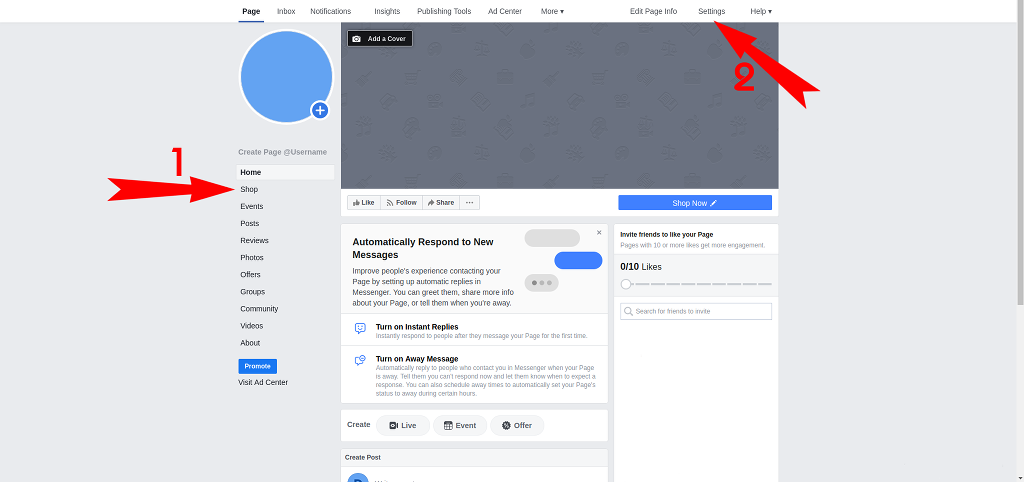 Page Inbox Notifications Insights Publishing Tools Ad Center More ▾ Edit Page Info Settings Help ▾
Add a Cover
2
Create Page @Username
1
Home
Shop
Events
Posts
Reviews
Photos
Offers
Groups
Community
Videos
About
Promote
Visit Ad Center
Like Follow Share ...
Shop Now
Automatically Respond to New
Messages
Improve people's experience contacting your
Page by setting up automatic replies in
Messenger. You can greet them, share more info
about your Page, or tell them when you're away.
Turn on Instant Replies
Instantly respond to people after they message your Page for the first time.
Turn on Away Message
Automatically reply to people who contact you in Messenger when your Page
is away. Tell them you can't respond now and let them know when to expect a
response. You can also schedule away times to automatically set your Page's
status to away during certain hours.
Create Live Event Offer
Create Post
Invite friends to like your Page
Pages with 10 or more likes get more engagement.
0/10 Likes
Search for friends to invite